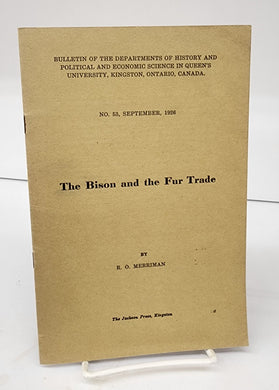 BULLETIN OF THE DEPARTMENTS OF HISTORY AND
POLITICAL AND ECONOMIC SCIENCE IN QUEEN'S
UNIVERSITY, KINGSTON, ONTARIO, CANADA.
NO. 53, SEPTEMBER, 1926
The Bison and the Fur Trade
BY
R. O. MERRIMAN
The Jackson Press, Kingston